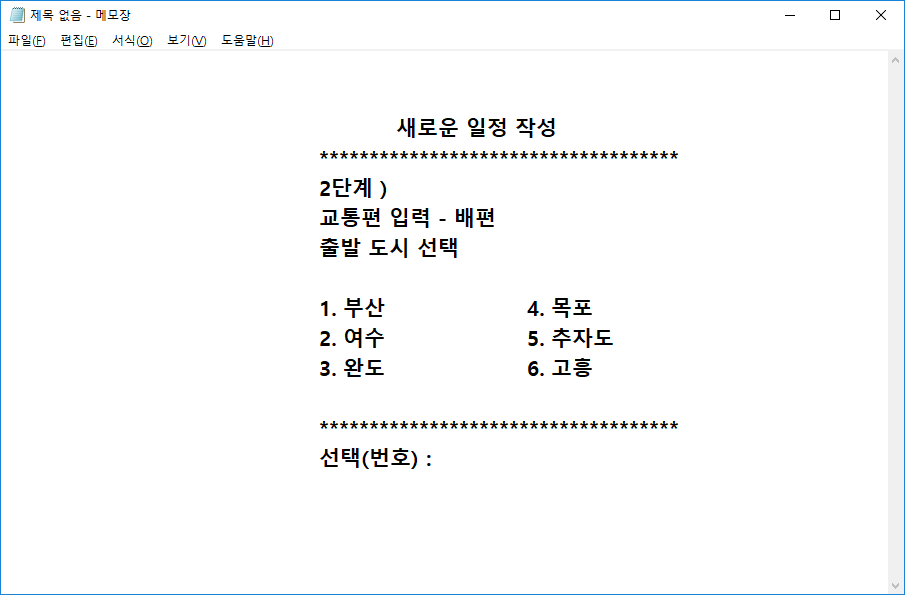 제목 없음 - 메모장
파일(F) 편집(E) 서식(O) 보기(V) 도움말(H)
새로운 일정 작성
************************************
2단계 )
교통편 입력 - 배편
출발 도시 선택
1. 부산 4. 목포
2. 여수 5. 추자도
3. 완도 6. 고흥
************************************
선택(번호) :